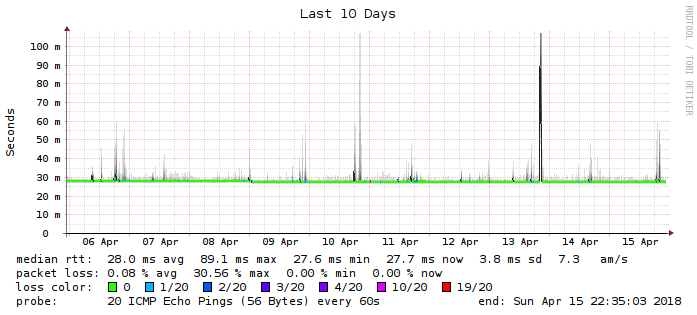 Last 10 Days
RRDTOOL / TOBI OETIKER
Seconds
100 m
90 m
80 m
70 m
60 m
50 m
40 m
30 m
20 m
10 m
0
06 Apr 07 Apr 08 Apr 09 Apr 10 Apr 11 Apr 12 Apr 13 Apr 14 Apr 15 Apr
median rtt: 28.0 ms avg 89.1 ms max 27.6 ms min 27.7 ms now 3.8 ms sd 7.3 am/s
packet loss: 0.08 % avg 30.56 % max 0.00 % min 0.00 % now
loss color: 0 1/20 2/20 3/20 4/20 10/20 19/20
probe: 20 ICMP Echo Pings (56 Bytes) every 60s end: Sun Apr 15 22:35:03 2018